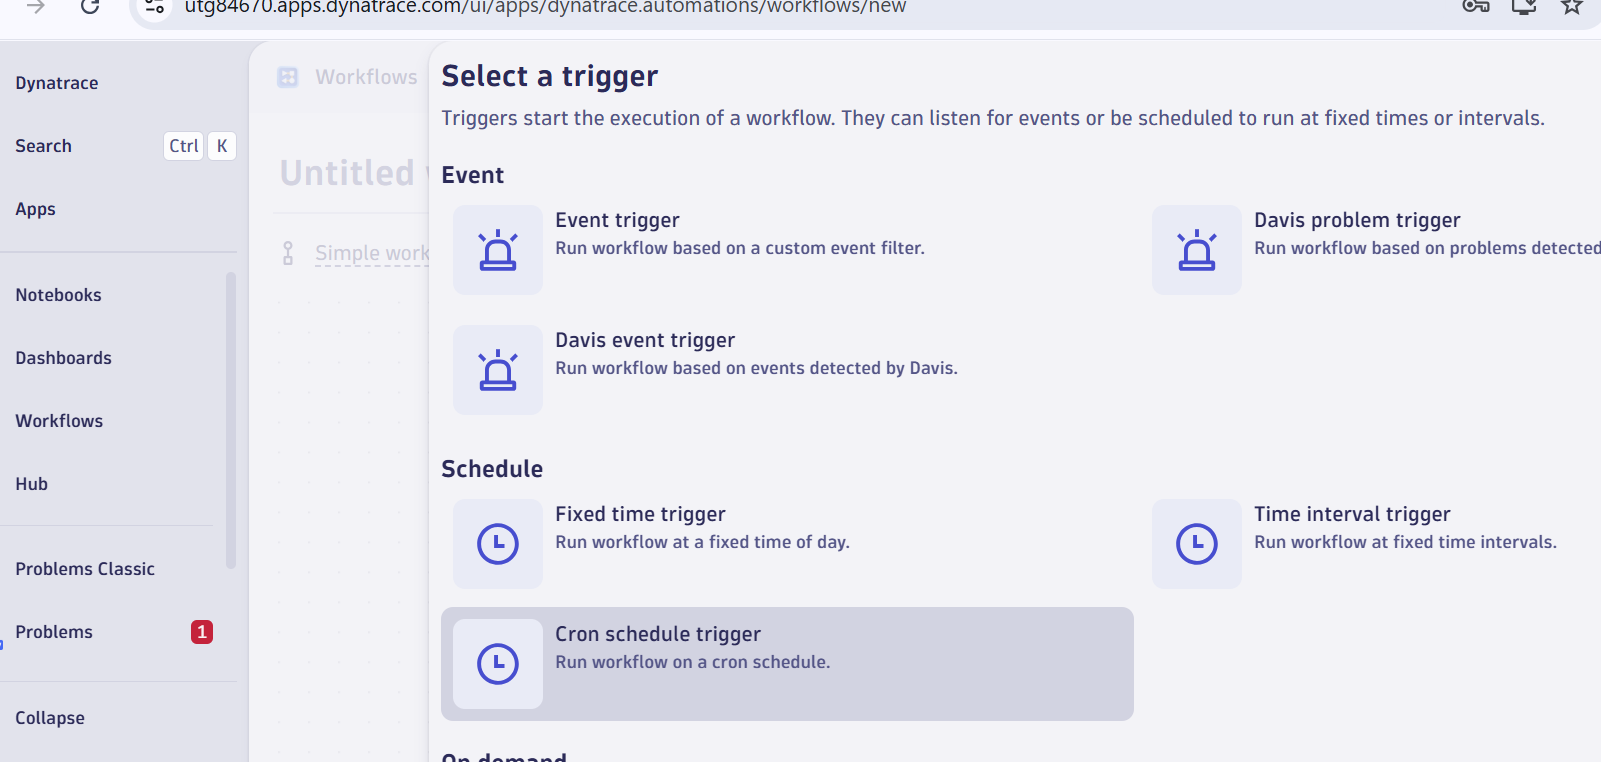 utg84670.apps.dynatrace.com/ui/apps/dynatrace.automations/workflows/new
Dynatrace
Search Ctrl K
Apps
Notebooks
Dashboards
Workflows
Hub
Problems Classic
Problems 1
Collapse
Workflows
Untitled
Simple work
Select a trigger
Triggers start the execution of a workflow. They can listen for events or be scheduled to run at fixed times or intervals.
Event
Event trigger
Run workflow based on a custom event filter.
Davis problem trigger
Run workflow based on problems detected
Davis event trigger
Run workflow based on events detected by Davis.
Schedule
Fixed time trigger
Run workflow at a fixed time of day.
Time interval trigger
Run workflow at fixed time intervals.
Cron schedule trigger
Run workflow on a cron schedule.
On demand